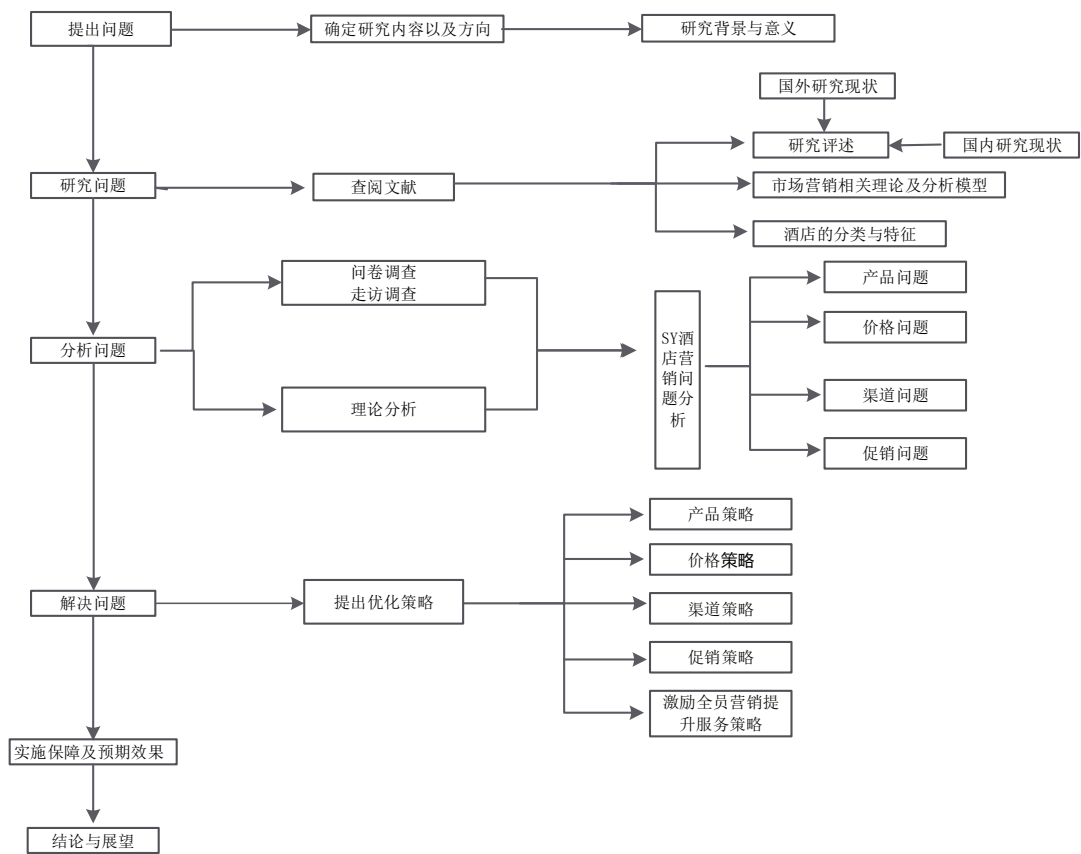 提出问题
确定研究内容以及方向
研究背景与意义
国外研究现状
研究评述
国内研究现状
研究问题
查阅文献
市场营销相关理论及分析模型
酒店的分类与特征
问卷调查
走访调查
分析问题
理论分析
SY酒
店营
销问
题分
析
产品问题
价格问题
渠道问题
促销问题
解决问题
提出优化策略
产品策略
价格策略
渠道策略
促销策略
激励全员营销提
升服务策略
实施保障及预期效果
结论与展望